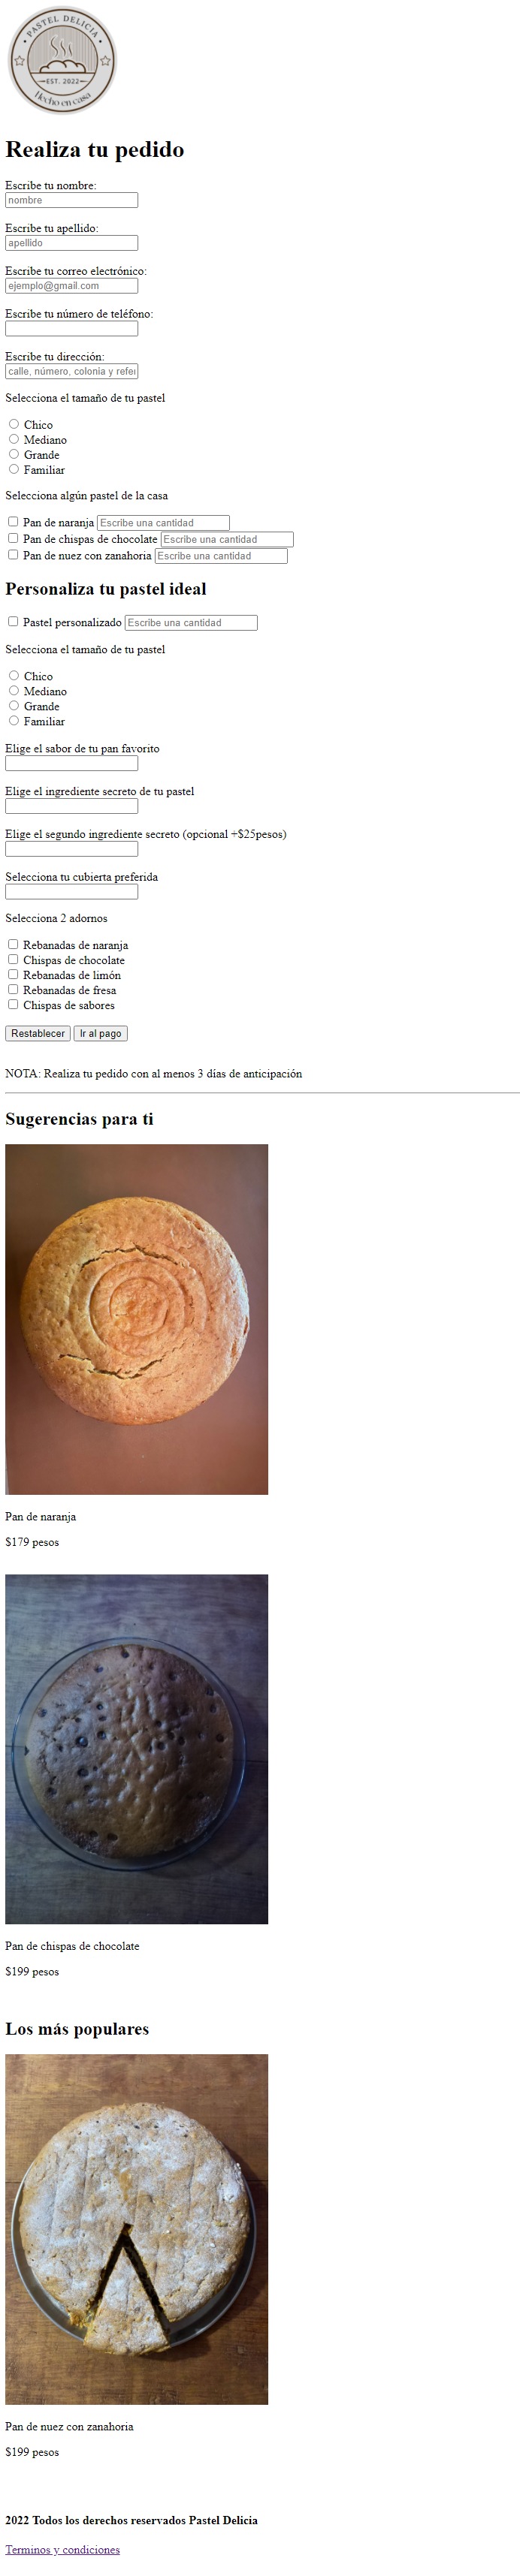 PASTEL DELICIA
EST. 2022
Hecho en casa
Realiza tu pedido
Escribe tu nombre:
nombre
Escribe tu apellido:
apellido
Escribe tu correo electrónico:
ejemplo@gmail.com
Escribe tu número de teléfono:
Escribe tu dirección:
calle, número, colonia y refer
Selecciona el tamaño de tu pastel
Chico
Mediano
Grande
Familiar
Selecciona algún pastel de la casa
Pan de naranja Escribe una cantidad
Pan de chispas de chocolate Escribe una cantidad
Pan de nuez con zanahoria Escribe una cantidad
Personaliza tu pastel ideal
Pastel personalizado Escribe una cantidad
Selecciona el tamaño de tu pastel
Chico
Mediano
Grande
Familiar
Elige el sabor de tu pan favorito
Elige el ingrediente secreto de tu pastel
Elige el segundo ingrediente secreto (opcional +$25pesos)
Selecciona tu cubierta preferida
Selecciona 2 adornos
Rebanadas de naranja
Chispas de chocolate
Rebanadas de limón
Rebanadas de fresa
Chispas de sabores
Restablecer Ir al pago
NOTA: Realiza tu pedido con al menos 3 días de anticipación
Sugerencias para ti
Pan de naranja
$179 pesos
Pan de chispas de chocolate
$199 pesos
Los más populares
Pan de nuez con zanahoria
$199 pesos
2022 Todos los derechos reservados Pastel Delicia
Terminos y condiciones